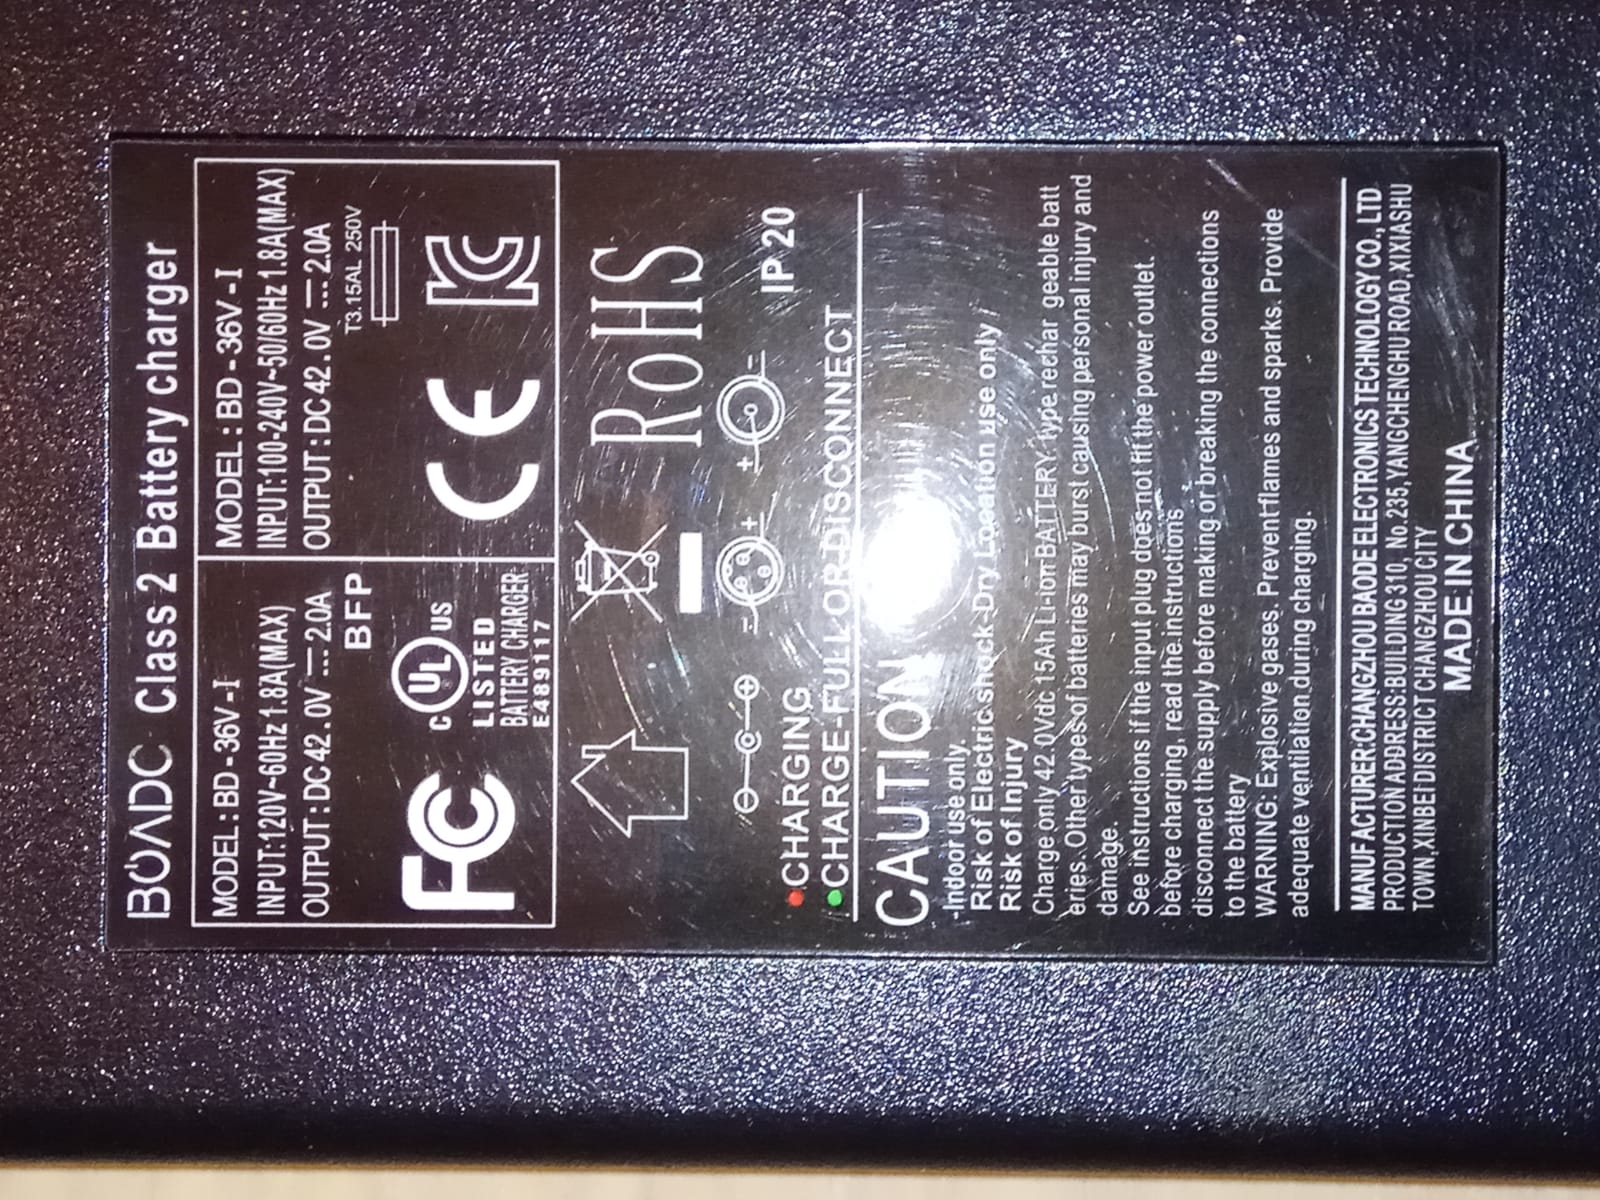 BOADC Class 2 Battery charger
MODEL: BD-36V-I
INPUT:120V~60Hz 1.8A(MAX)
OUTPUT:DC42.0V⎓2.0A
BFP
FC
C UL US
LISTED
BATTERY CHARGER
E489117
MODEL: BD-36V-I
INPUT:100-240V~50/60Hz 1.8A(MAX)
OUTPUT:DC42.0V⎓2.0A
T3.15AL 250V
CE
RoHS
- +
+ -
IP20
CHARGING
CHARGE-FULL OR DISCONNECT
CAUTION
-Indoor use only.
Risk of Electric shock-Dry Location use only
Risk of Injury
Charge only 42.0Vdc 15Ah Li-ion BATTERY type rechar geable batt
eries. Other types of batteries may burst causing personal injury and
damage.
See instructions if the input plug does not fit the power outlet.
before charging, read the instructions
disconnect the supply before making or breaking the connections
to the battery
WARNING: Explosive gases. Prevent flames and sparks. Provide
adequate ventilation during charging.
MANUFACTURER:CHANGZHOU BAODE ELECTRONICS TECHNOLOGY CO.,LTD
PRODUCTION ADDRESS:BUILDING 310, No.235,YANGCHENGHU ROAD,XIXIASHU
TOWN,XINBEI DISTRICT CHANGZHOU CITY
MADE IN CHINA